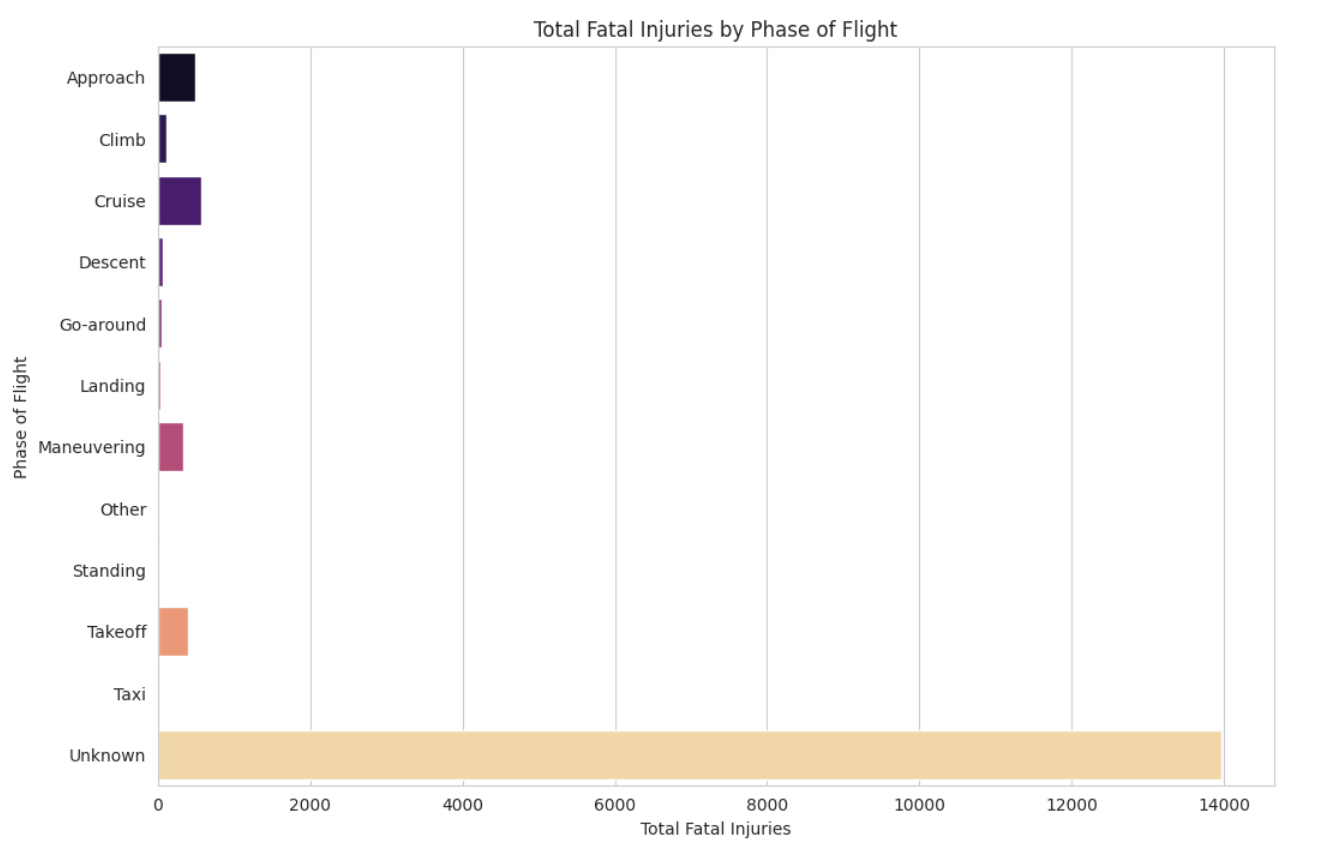 Total Fatal Injuries by Phase of Flight
Phase of Flight
Approach
Climb
Cruise
Descent
Go-around
Landing
Maneuvering
Other
Standing
Takeoff
Taxi
Unknown
0 2000 4000 6000 8000 10000 12000 14000
Total Fatal Injuries